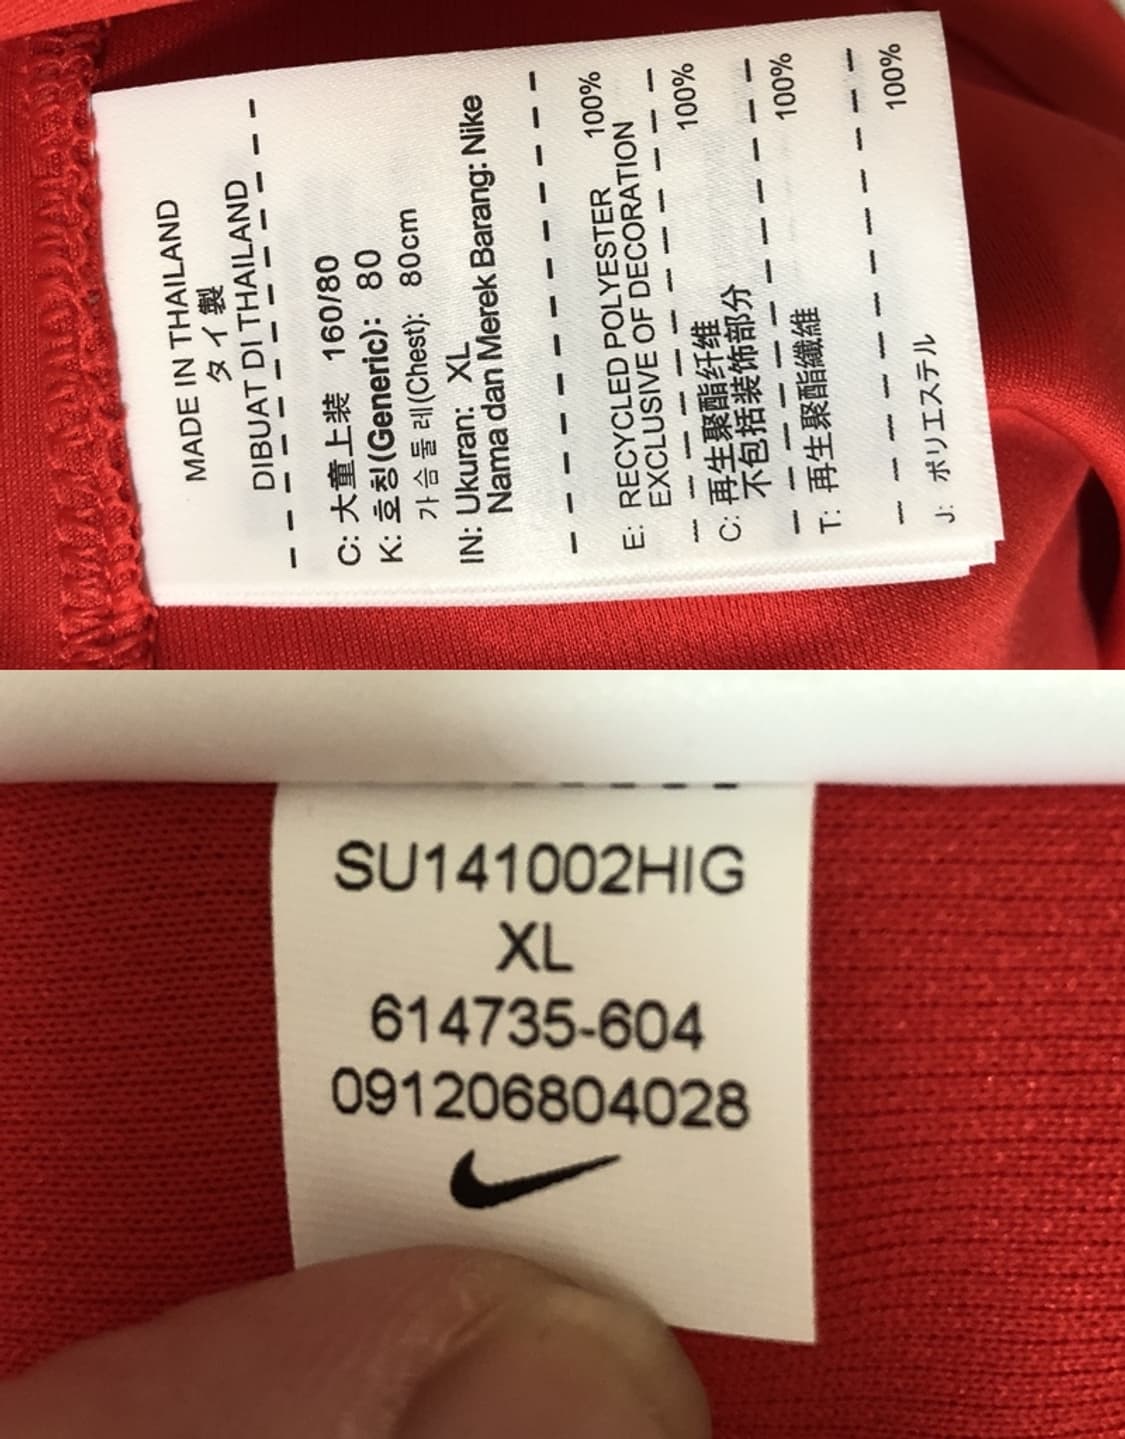 MADE IN THAILAND
タイ製
DIBUAT DI THAILAND
C: 大童上装 160/80
K: 호칭(Generic): 80
가슴둘레(Chest): 80cm
IN: Ukuran: XL
Nama dan Merek Barang: Nike
E: RECYCLED POLYESTER 100%
EXCLUSIVE OF DECORATION
C: 再生聚酯纤维 100%
不包括装饰部分
T: 再生聚酯纖維 100%
J: ポリエステル 100%
SU141002HIG
XL
614735-604
091206804028